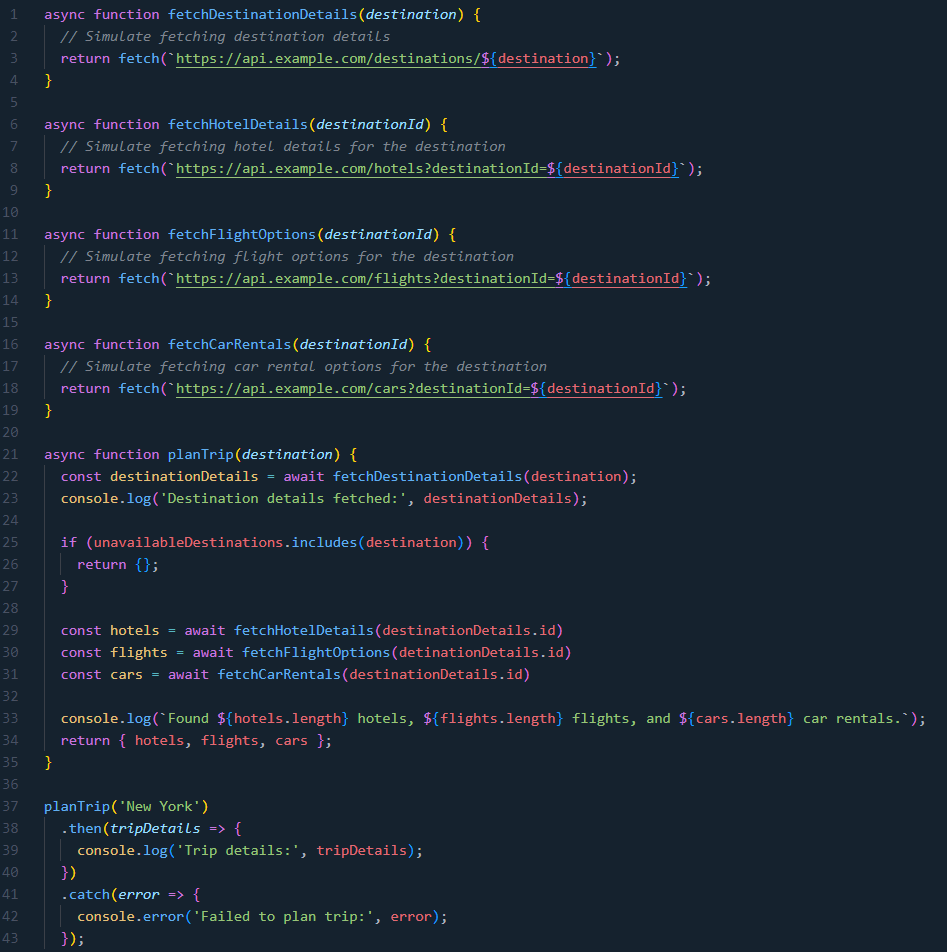 1 async function fetchDestinationDetails(destination) {
2 // Simulate fetching destination details
3 return fetch(`https://api.example.com/destinations/${destination}`);
4 }
5
6 async function fetchHotelDetails(destinationId) {
7 // Simulate fetching hotel details for the destination
8 return fetch(`https://api.example.com/hotels?destinationId=${destinationId}`);
9 }
10
11 async function fetchFlightOptions(destinationId) {
12 // Simulate fetching flight options for the destination
13 return fetch(`https://api.example.com/flights?destinationId=${destinationId}`);
14 }
15
16 async function fetchCarRentals(destinationId) {
17 // Simulate fetching car rental options for the destination
18 return fetch(`https://api.example.com/cars?destinationId=${destinationId}`);
19 }
20
21 async function planTrip(destination) {
22 const destinationDetails = await fetchDestinationDetails(destination);
23 console.log('Destination details fetched:', destinationDetails);
24
25 if (unavailableDestinations.includes(destination)) {
26 return {};
27 }
28
29 const hotels = await fetchHotelDetails(destinationDetails.id)
30 const flights = await fetchFlightOptions(detinationDetails.id)
31 const cars = await fetchCarRentals(destinationDetails.id)
32
33 console.log(`Found ${hotels.length} hotels, ${flights.length} flights, and ${cars.length} car rentals.`);
34 return { hotels, flights, cars };
35 }
36
37 planTrip('New York')
38 .then(tripDetails => {
39 console.log('Trip details:', tripDetails);
40 })
41 .catch(error => {
42 console.error('Failed to plan trip:', error);
43 });